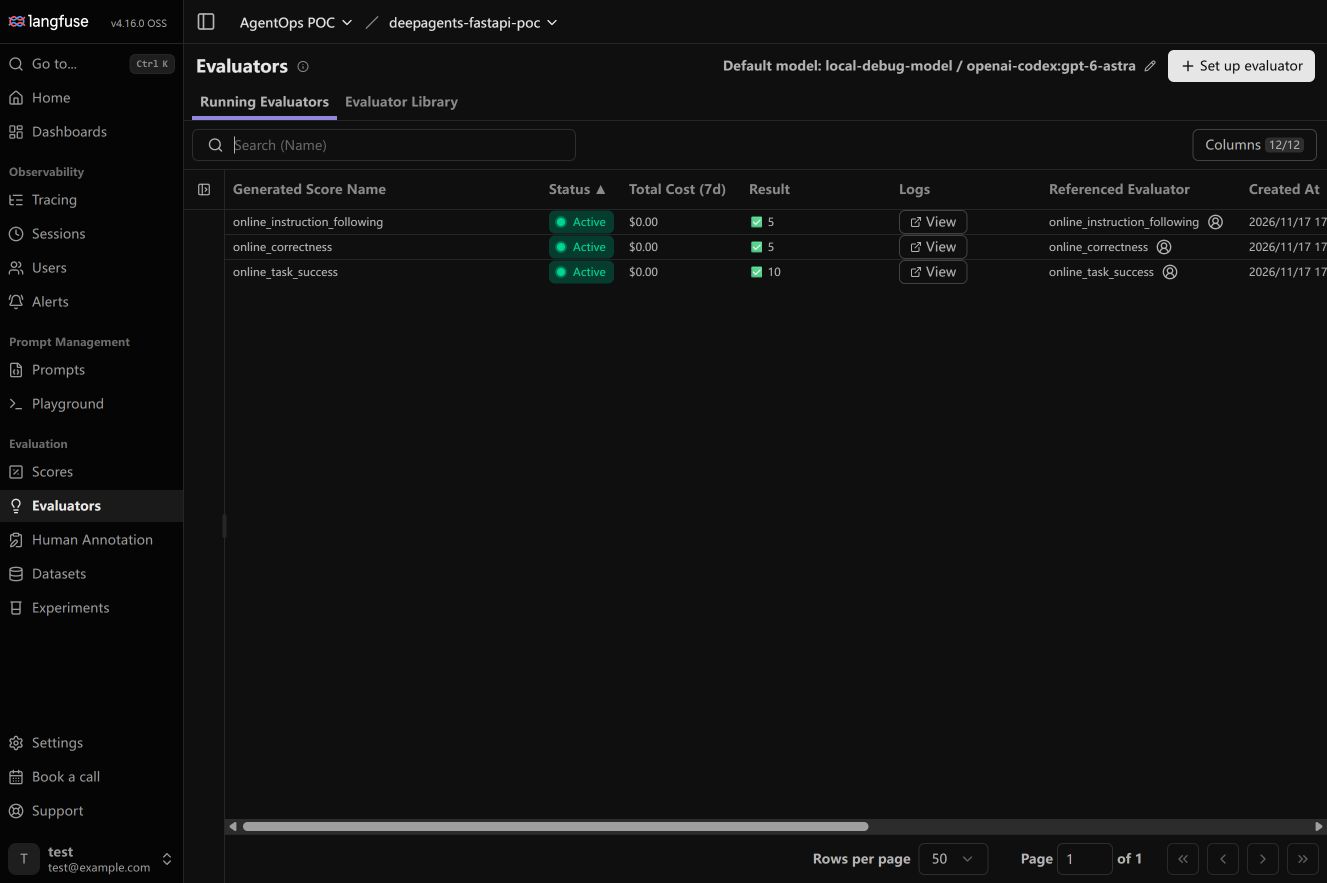 langfuse v4.16.0 OSS
AgentOps POC deepagents-fastapi-poc
Go to... Ctrl K
Home
Dashboards
Observability
Tracing
Sessions
Users
Alerts
Prompt Management
Prompts
Playground
Evaluation
Scores
Evaluators
Human Annotation
Datasets
Experiments
Settings
Book a call
Support
T
test
test@example.com
Evaluators
Default model: local-debug-model / openai-codex:gpt-6-astra
+ Set up evaluator
Running Evaluators Evaluator Library
Search (Name)
Columns 12/12
Generated Score Name Status ▲ Total Cost (7d) Result Logs Referenced Evaluator Created At
online_instruction_following Active $0.00 ✅ 5 View online_instruction_following 2026/11/17 17
online_correctness Active $0.00 ✅ 5 View online_correctness 2026/11/17 17
online_task_success Active $0.00 ✅ 10 View online_task_success 2026/11/17 17
Rows per page 50 Page 1 of 1